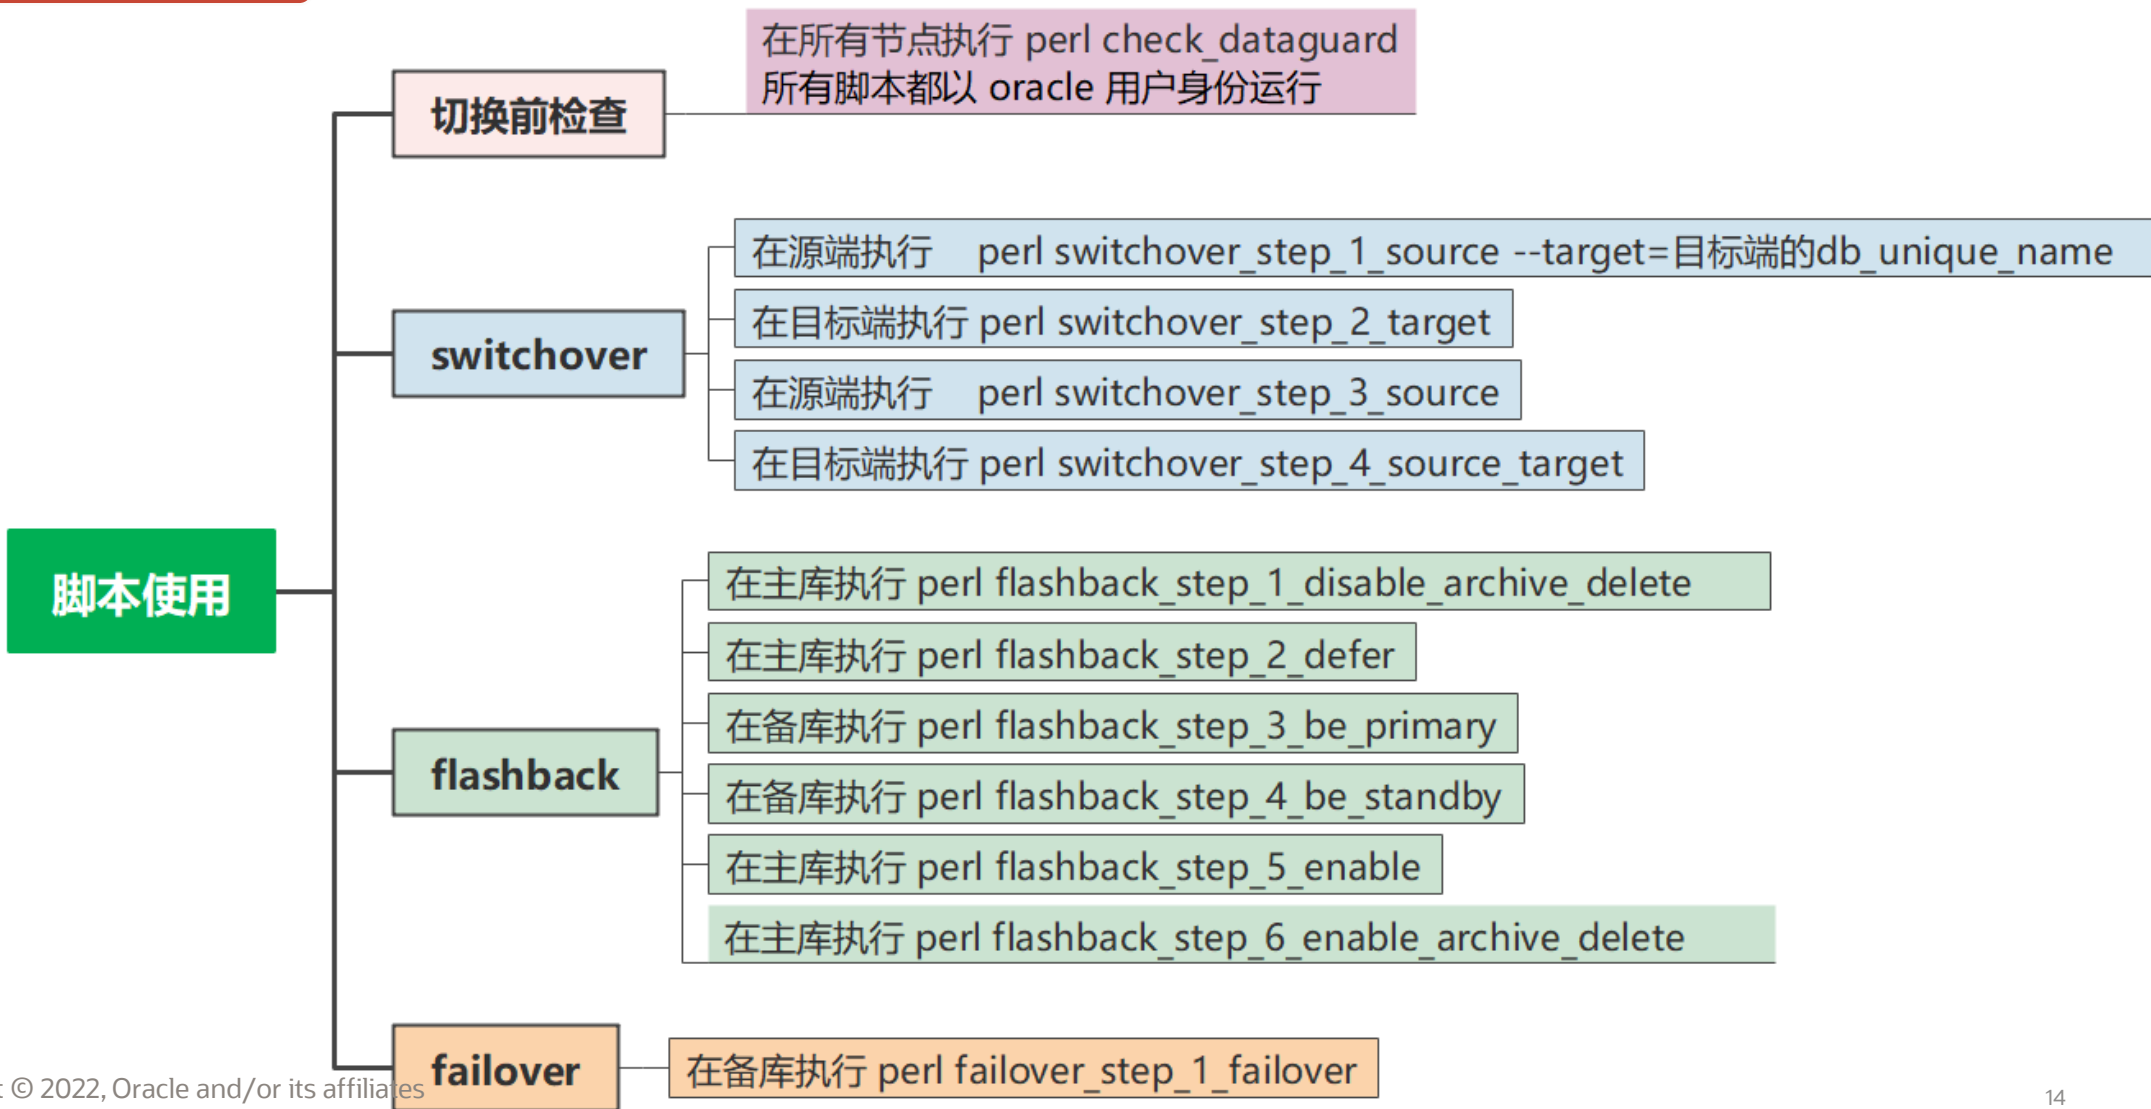 在所有节点执行 perl check_dataguard
所有脚本都以 oracle 用户身份运行
切换前检查
在源端执行 perl switchover_step_1_source --target=目标端的db_unique_name
在目标端执行 perl switchover_step_2_target
switchover
在源端执行 perl switchover_step_3_source
在目标端执行 perl switchover_step_4_source_target
脚本使用
在主库执行 perl flashback_step_1_disable_archive_delete
在主库执行 perl flashback_step_2_defer
在备库执行 perl flashback_step_3_be_primary
flashback
在备库执行 perl flashback_step_4_be_standby
在主库执行 perl flashback_step_5_enable
在主库执行 perl flashback_step_6_enable_archive_delete
failover
在备库执行 perl failover_step_1_failover
© 2022, Oracle and/or its affiliates
14